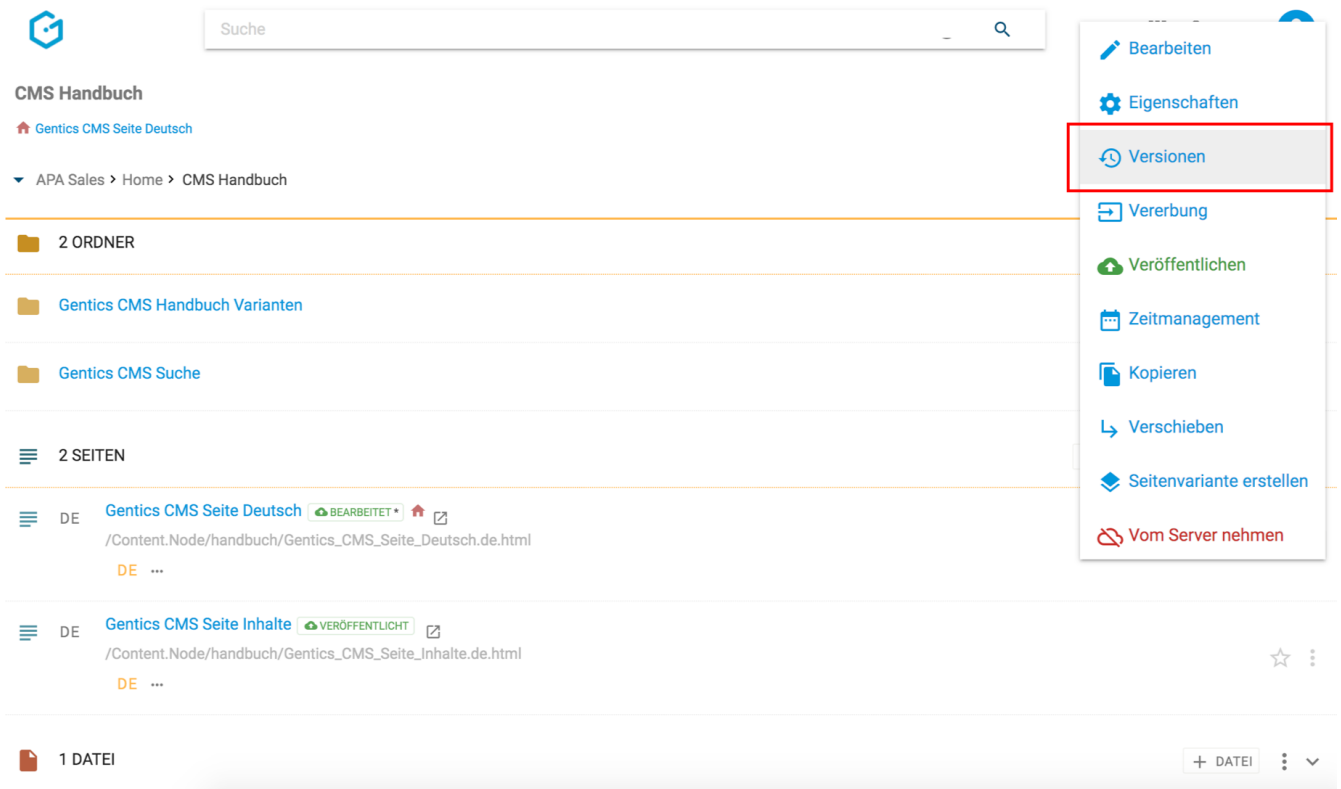 Suche
CMS Handbuch
Gentics CMS Seite Deutsch
APA Sales > Home > CMS Handbuch
2 ORDNER
Gentics CMS Handbuch Varianten
Gentics CMS Suche
2 SEITEN
DE Gentics CMS Seite Deutsch BEARBEITET *
/Content.Node/handbuch/Gentics_CMS_Seite_Deutsch.de.html
DE ...
DE Gentics CMS Seite Inhalte VERÖFFENTLICHT
/Content.Node/handbuch/Gentics_CMS_Seite_Inhalte.de.html
DE ...
1 DATEI
+ DATEI
Bearbeiten
Eigenschaften
Versionen
Vererbung
Veröffentlichen
Zeitmanagement
Kopieren
Verschieben
Seitenvariante erstellen
Vom Server nehmen